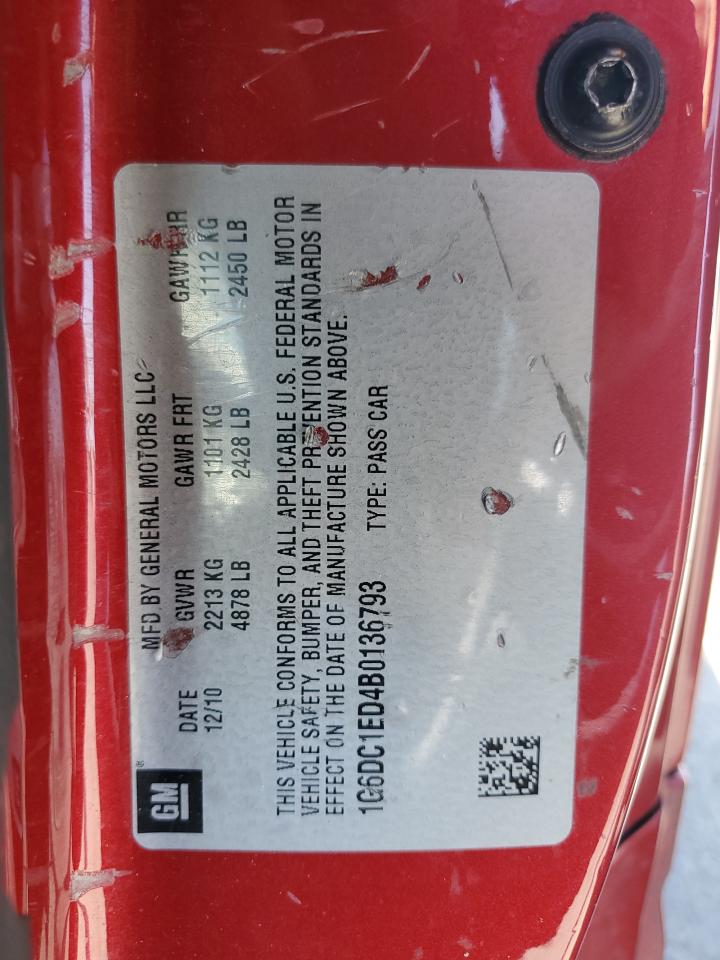 GM
MFD BY GENERAL MOTORS LLC
DATE GVWR GAWR FRT GAWR RR
12/10 2213 KG 1101 KG 1112 KG
4878 LB 2428 LB 2450 LB
THIS VEHICLE CONFORMS TO ALL APPLICABLE U.S. FEDERAL MOTOR
VEHICLE SAFETY, BUMPER, AND THEFT PREVENTION STANDARDS IN
EFFECT ON THE DATE OF MANUFACTURE SHOWN ABOVE.
1G6DC1ED4B0136793 TYPE: PASS CAR